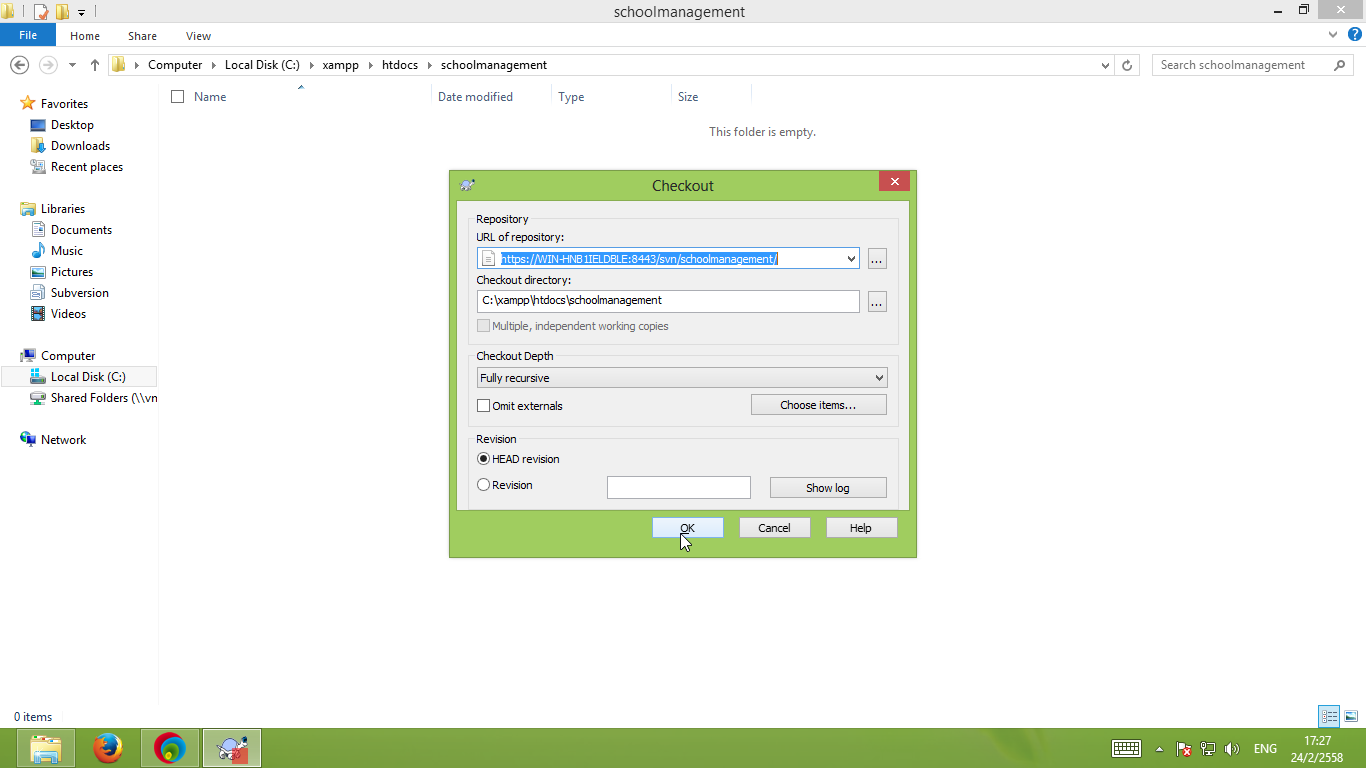 schoolmanagement
File Home Share View
Computer Local Disk (C:) xampp htdocs schoolmanagement
Search schoolmanagement
Name Date modified Type Size
This folder is empty.
Favorites
Desktop
Downloads
Recent places
Libraries
Documents
Music
Pictures
Subversion
Videos
Computer
Local Disk (C:)
Shared Folders (\\vn
Network
Checkout
Repository
URL of repository:
https://WIN-HNB1IELDBLE:8443/svn/schoolmanagement/
...
Checkout directory:
C:\xampp\htdocs\schoolmanagement
...
Multiple, independent working copies
Checkout Depth
Fully recursive
Omit externals Choose items...
Revision
HEAD revision
Revision Show log
OK Cancel Help
0 items
ENG
17:27
24/2/2558